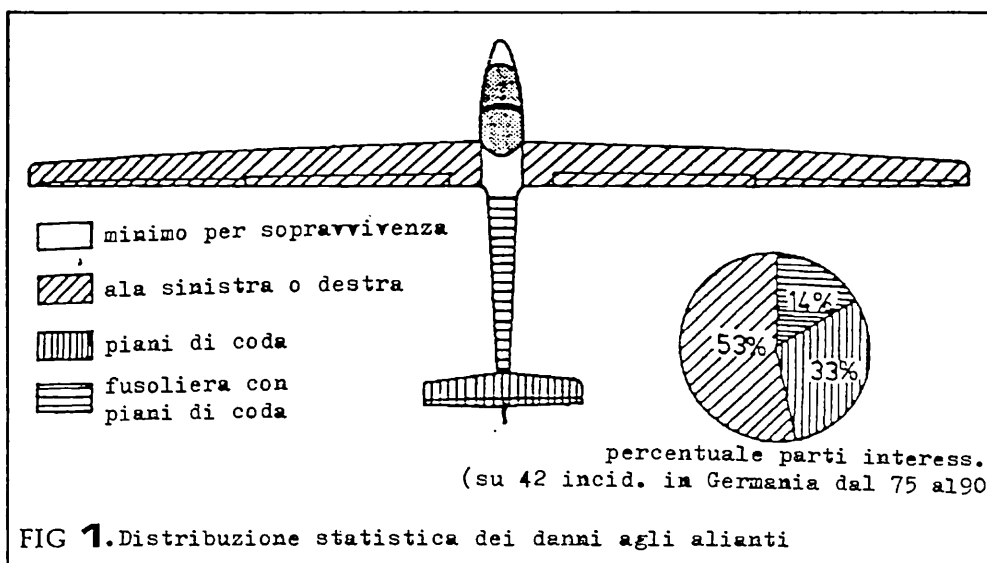 minimo per sopravvivenza
ala sinistra o destra
piani di coda
fusoliera con
piani di coda
14%
53%
33%
percentuale parti interess.
(su 42 incid. in Germania dal 75 al90
FIG 1. Distribuzione statistica dei danni agli alianti